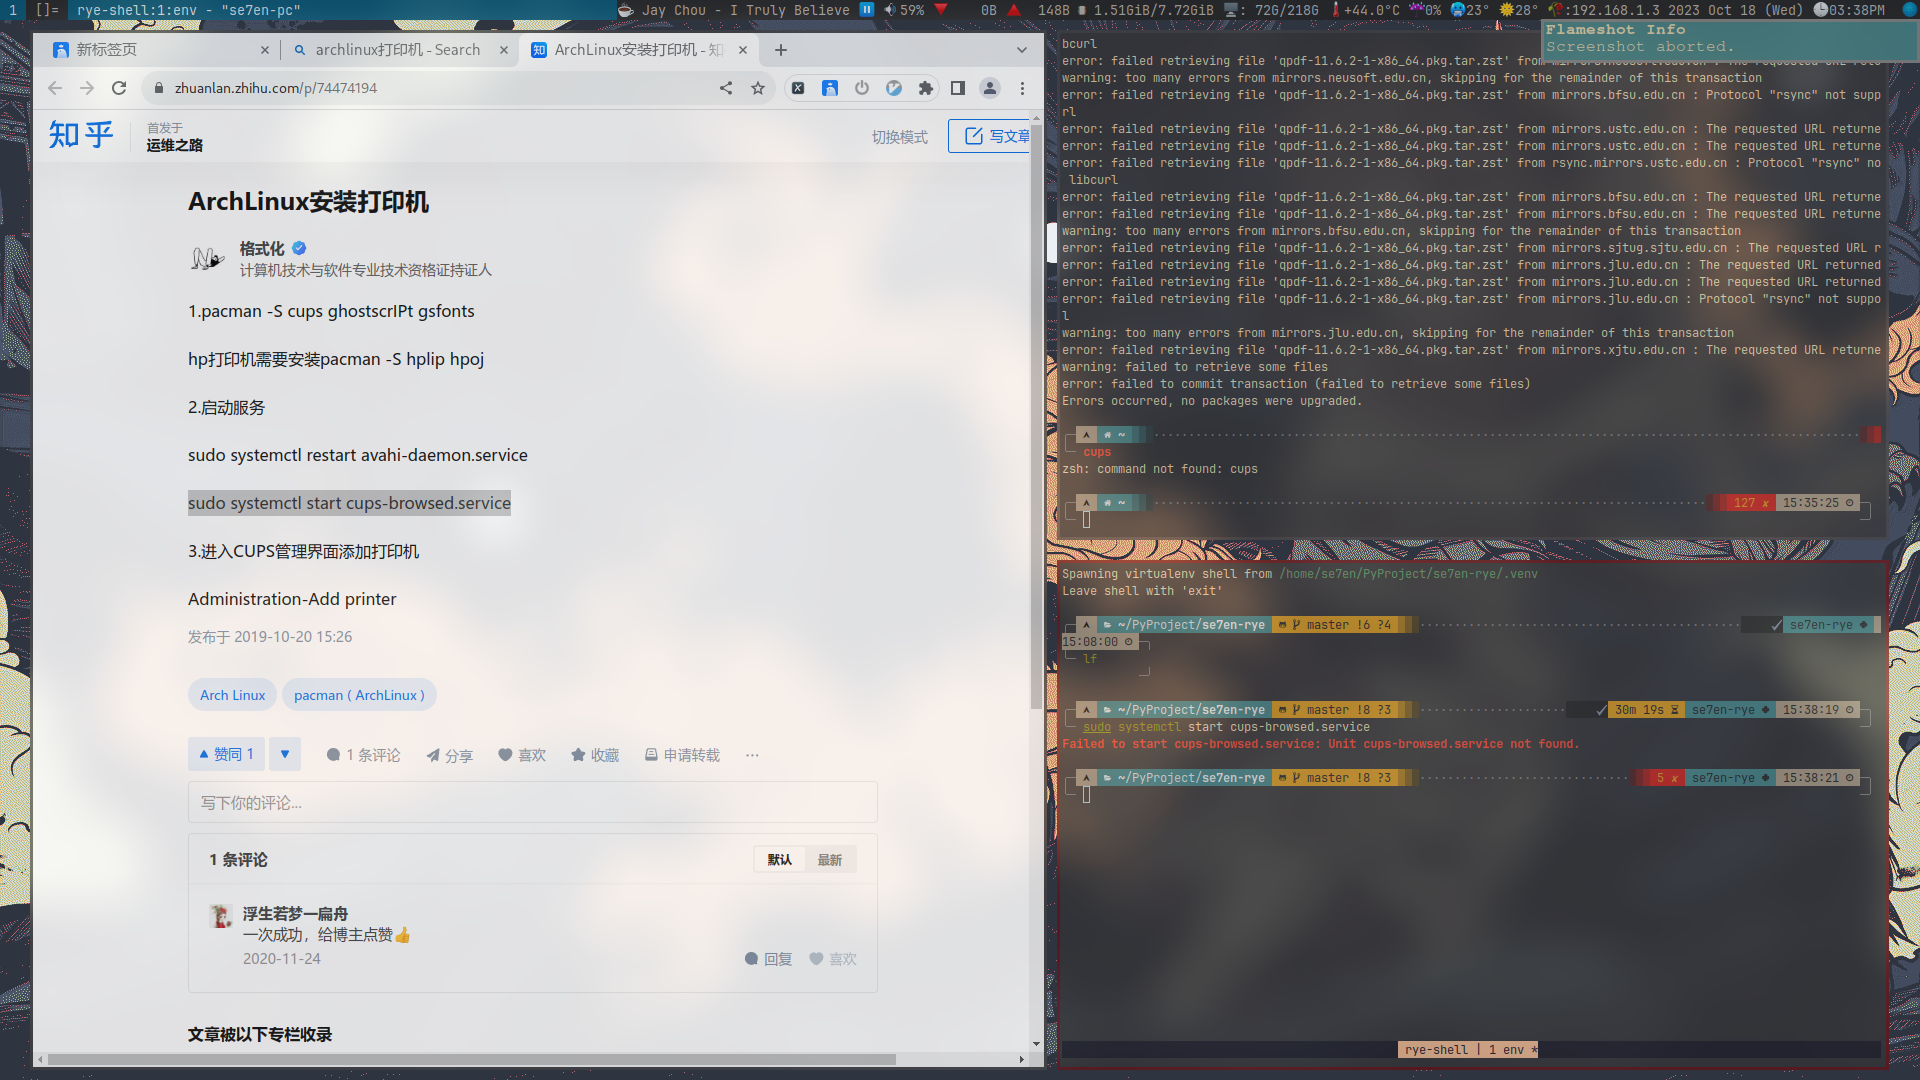 1 []= rye-shell:1:env - "se7en-pc" Jay Chou - I Truly Believe 59% 0B 148B 1.51GiB/7.72GiB : 72G/218G +44.0°C 0% 23° 28° :192.168.1.3 2023 Oct 18 (Wed) 03:38PM
Flameshot Info
Screenshot aborted.
新标签页
archlinux打印机 - Search
ArchLinux安装打印机 - 知
zhuanlan.zhihu.com/p/74474194
知乎
首发于
运维之路
切换模式
写文章
ArchLinux安装打印机
格式化
计算机技术与软件专业技术资格证持证人
1.pacman -S cups ghostscrIPt gsfonts
hp打印机需要安装pacman -S hplip hpoj
2.启动服务
sudo systemctl restart avahi-daemon.service
sudo systemctl start cups-browsed.service
3.进入CUPS管理界面添加打印机
Administration-Add printer
发布于 2019-10-20 15:26
Arch Linux
pacman ( ArchLinux )
赞同 1
1 条评论
分享
喜欢
收藏
申请转载
写下你的评论...
1 条评论
默认
最新
浮生若梦一扁舟
一次成功，给博主点赞👍
2020-11-24
回复
喜欢
文章被以下专栏收录
bcurl
error: failed retrieving file 'qpdf-11.6.2-1-x86_64.pkg.tar.zst' from
warning: too many errors from mirrors.neusoft.edu.cn, skipping for the remainder of this transaction
error: failed retrieving file 'qpdf-11.6.2-1-x86_64.pkg.tar.zst' from mirrors.bfsu.edu.cn : Protocol "rsync" not supp
rl
error: failed retrieving file 'qpdf-11.6.2-1-x86_64.pkg.tar.zst' from mirrors.ustc.edu.cn : The requested URL returne
error: failed retrieving file 'qpdf-11.6.2-1-x86_64.pkg.tar.zst' from mirrors.ustc.edu.cn : The requested URL returne
error: failed retrieving file 'qpdf-11.6.2-1-x86_64.pkg.tar.zst' from rsync.mirrors.ustc.edu.cn : Protocol "rsync" no
libcurl
error: failed retrieving file 'qpdf-11.6.2-1-x86_64.pkg.tar.zst' from mirrors.bfsu.edu.cn : The requested URL returne
error: failed retrieving file 'qpdf-11.6.2-1-x86_64.pkg.tar.zst' from mirrors.bfsu.edu.cn : The requested URL returne
warning: too many errors from mirrors.bfsu.edu.cn, skipping for the remainder of this transaction
error: failed retrieving file 'qpdf-11.6.2-1-x86_64.pkg.tar.zst' from mirrors.sjtug.sjtu.edu.cn : The requested URL r
error: failed retrieving file 'qpdf-11.6.2-1-x86_64.pkg.tar.zst' from mirrors.jlu.edu.cn : The requested URL returned
error: failed retrieving file 'qpdf-11.6.2-1-x86_64.pkg.tar.zst' from mirrors.jlu.edu.cn : The requested URL returned
error: failed retrieving file 'qpdf-11.6.2-1-x86_64.pkg.tar.zst' from mirrors.jlu.edu.cn : Protocol "rsync" not suppo
l
warning: too many errors from mirrors.jlu.edu.cn, skipping for the remainder of this transaction
error: failed retrieving file 'qpdf-11.6.2-1-x86_64.pkg.tar.zst' from mirrors.xjtu.edu.cn : The requested URL returne
warning: failed to retrieve some files
error: failed to commit transaction (failed to retrieve some files)
Errors occurred, no packages were upgraded.
~
cups
zsh: command not found: cups
~ 127 ✘ 15:35:25
Spawning virtualenv shell from /home/se7en/PyProject/se7en-rye/.venv
Leave shell with 'exit'
~/PyProject/se7en-rye master !6 ?4 ✓ se7en-rye
15:08:00
lf
~/PyProject/se7en-rye master !8 ?3 ✓ 30m 19s se7en-rye 15:38:19
sudo systemctl start cups-browsed.service
Failed to start cups-browsed.service: Unit cups-browsed.service not found.
~/PyProject/se7en-rye master !8 ?3 5 ✘ se7en-rye 15:38:21
rye-shell | 1 env *